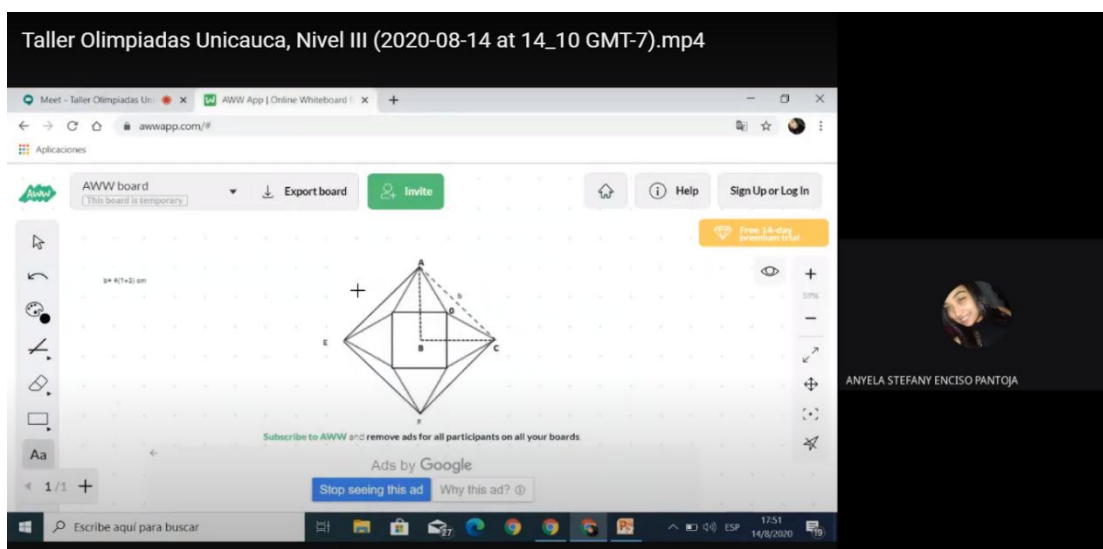 Taller Olimpiadas Unicauca, Nivel III (2020-08-14 at 14_10 GMT-7).mp4
Meet - Taller Olimpiadas Uni
AWW App | Online Whiteboard
awwapp.com/#
Aplicaciones
Aww
AWW board
This board is temporary
Export board
Invite
Help
Sign Up or Log In
Free 14-day
premium trial
59%
A
b
D
E
B
C
F
ANYELA STEFANY ENCISO PANTOJA
Subscribe to AWW and remove ads for all participants on all your boards.
Aa
Ads by Google
1/1
Stop seeing this ad
Why this ad?
Escribe aquí para buscar
27
ESP
17:51
14/8/2020
19